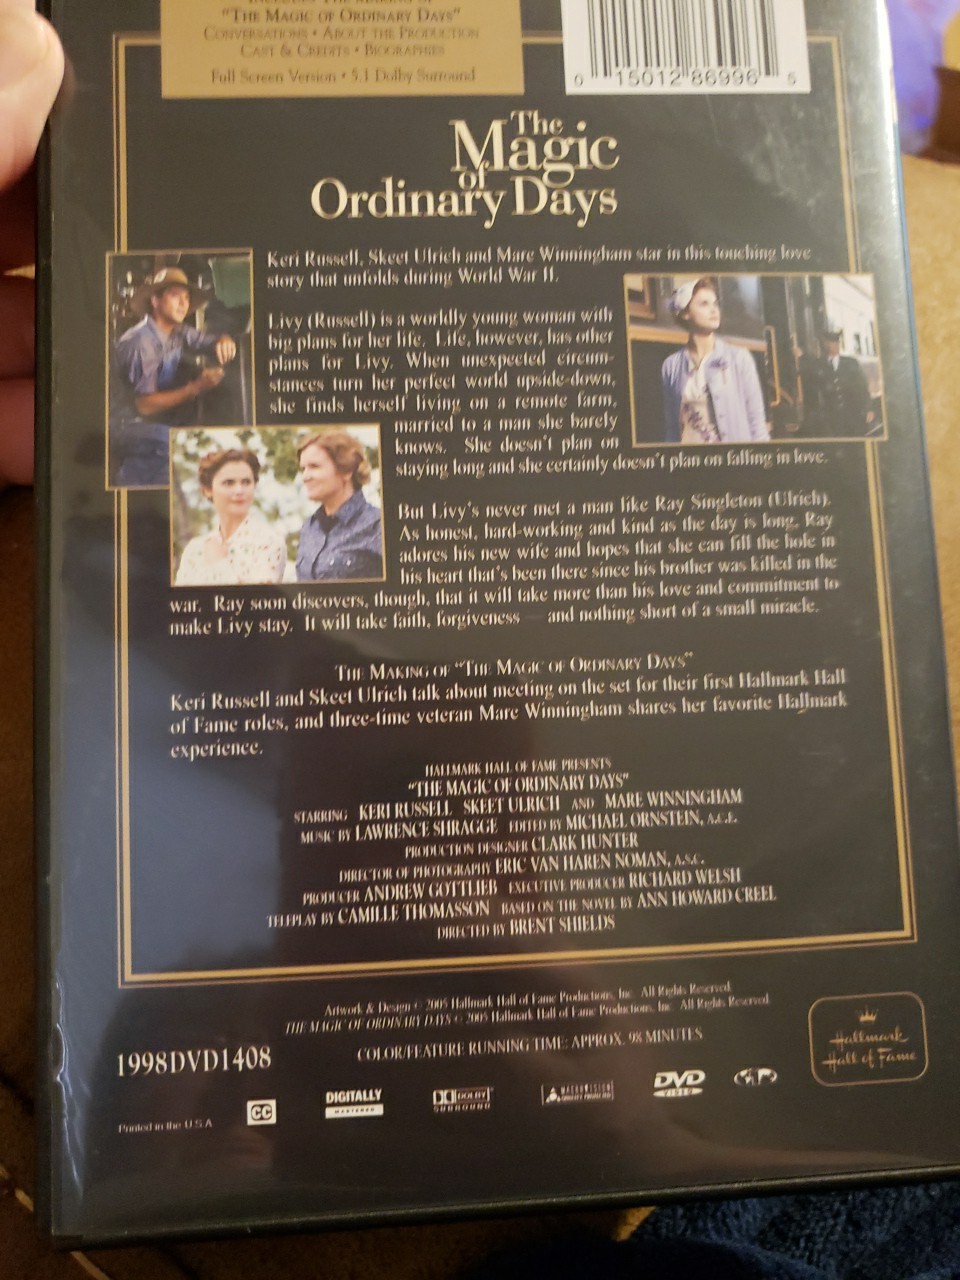 "THE MAGIC OF ORDINARY DAYS"
CONVERSATIONS • ABOUT THE PRODUCTION
CAST & CREDITS • BIOGRAPHIES
Full Screen Version • 5.1 Dolby Surround
0 15012 86996 5
The
Magic
of
Ordinary Days
Keri Russell, Skeet Ulrich and Mare Winningham star in this touching love
story that unfolds during World War II.
Livy (Russell) is a worldly young woman with
big plans for her life. Life, however, has other
plans for Livy. When unexpected circum-
stances turn her perfect world upside-down,
she finds herself living on a remote farm,
married to a man she barely
knows. She doesn't plan on
staying long and she certainly doesn't plan on falling in love.
But Livy's never met a man like Ray Singleton (Ulrich).
As honest, hard-working and kind as the day is long, Ray
adores his new wife and hopes that she can fill the hole in
his heart that's been there since his brother was killed in the
war. Ray soon discovers, though, that it will take more than his love and commitment to
make Livy stay. It will take faith, forgiveness — and nothing short of a small miracle.
THE MAKING OF "THE MAGIC OF ORDINARY DAYS"
Keri Russell and Skeet Ulrich talk about meeting on the set for their first Hallmark Hall
of Fame roles, and three-time veteran Mare Winningham shares her favorite Hallmark
experience.
HALLMARK HALL OF FAME PRESENTS
"THE MAGIC OF ORDINARY DAYS"
STARRING KERI RUSSELL SKEET ULRICH AND MARE WINNINGHAM
MUSIC BY LAWRENCE SHRAGGE EDITED BY MICHAEL ORNSTEIN, A.C.E.
PRODUCTION DESIGNER CLARK HUNTER
DIRECTOR OF PHOTOGRAPHY ERIC VAN HAREN NOMAN, A.S.C.
PRODUCER ANDREW GOTTLIEB EXECUTIVE PRODUCER RICHARD WELSH
TELEPLAY BY CAMILLE THOMASSON BASED ON THE NOVEL BY ANN HOWARD CREEL
DIRECTED BY BRENT SHIELDS
Artwork & Design © 2005 Hallmark Hall of Fame Productions, Inc. All Rights Reserved
THE MAGIC OF ORDINARY DAYS © 2005 Hallmark Hall of Fame Productions, Inc. All Rights Reserved
COLOR/FEATURE RUNNING TIME: APPROX. 98 MINUTES
1998DVD1408
Hallmark
Hall of Fame
Printed in the U.S.A
CC
DIGITALLY
MASTERED
DOLBY
SURROUND
MACROVISION
QUALITY PROTECTION
DVD
VIDEO
1